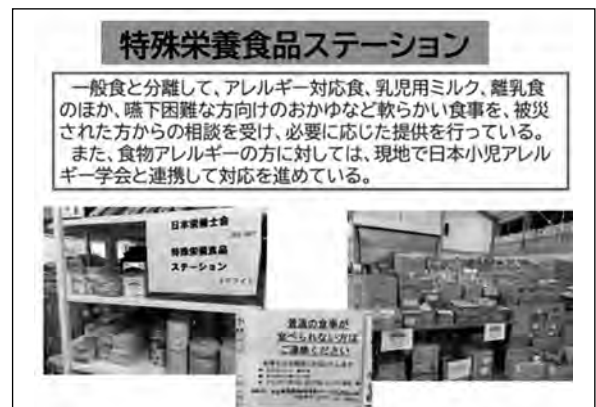 特殊栄養食品ステーション
一般食と分離して、アレルギー対応食、乳児用ミルク、離乳食
のほか、嚥下困難な方向けのおかゆなど軟らかい食事を、被災
された方からの相談を受け、必要に応じた提供を行っている。
また、食物アレルギーの方に対しては、現地で日本小児アレル
ギー学会と連携して対応を進めている。
日本栄養士会
特殊栄養食品
ステーション
普通の食事が
食べられない方は
ご連絡ください